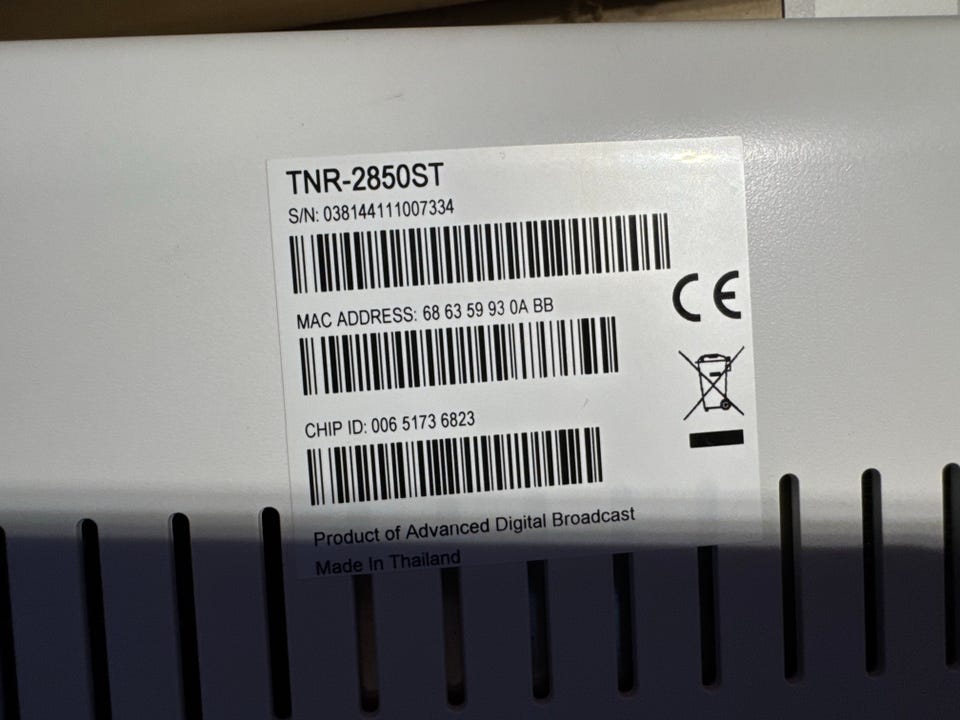 TNR-2850ST
S/N: 038144111007334
MAC ADDRESS: 68 63 59 93 0A BB
CE
CHIP ID: 006 5173 6823
Product of Advanced Digital Broadcast
Made In Thailand